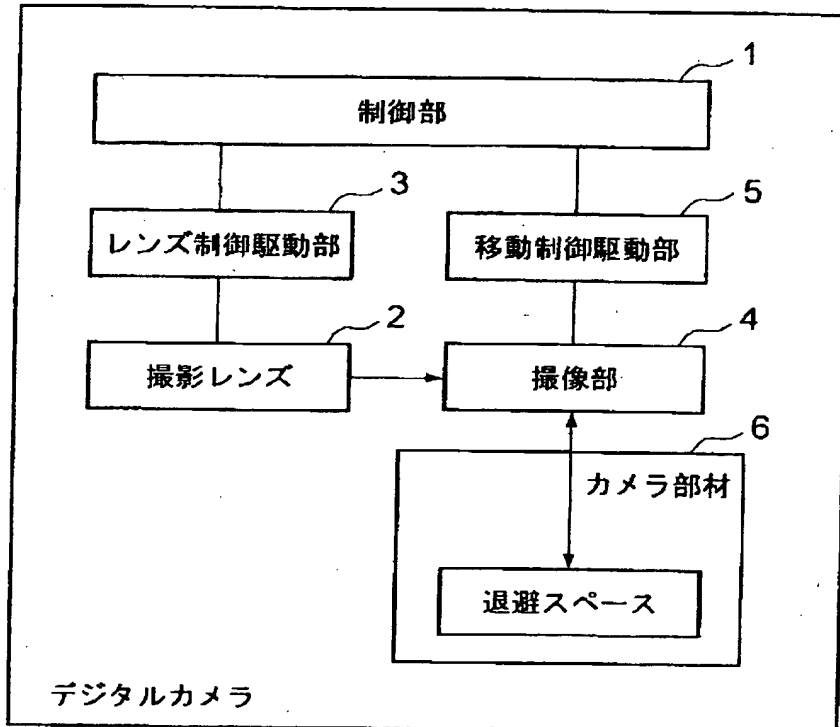 1
制御部
3
5
レンズ制御駆動部
移動制御駆動部
2
4
撮影レンズ
撮像部
6
カメラ部材
退避スペース
デジタルカメラ